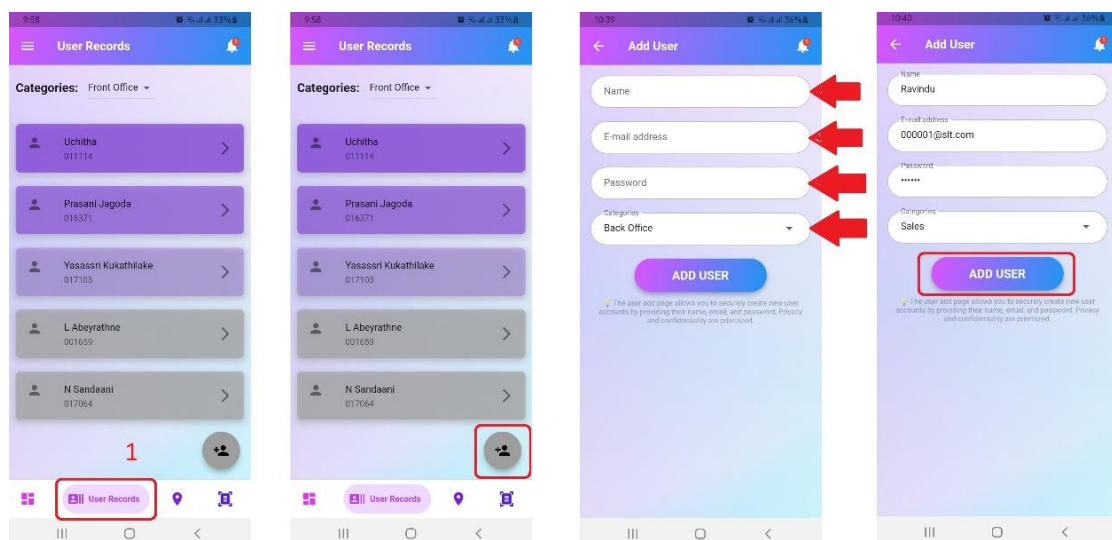 9:58
33%
User Records
Categories: Front Office
Uchitha
011114
Prasani Jagoda
016371
Yasassri Kukathilake
017103
L Abeyrathne
001659
N Sandaani
017064
1
User Records
9:58
33%
User Records
Categories: Front Office
Uchitha
011114
Prasani Jagoda
016371
Yasassri Kukathilake
017103
L Abeyrathne
001659
N Sandaani
017064
User Records
10:39
36%
Add User
Name
E-mail address
Password
Categories
Back Office
ADD USER
The user add page allows you to securely create new user
accounts by providing their name, email, and password. Privacy
and confidentiality are prioritized.
10:40
36%
Add User
Name
Ravindu
E-mail address
000001@slt.com
Password
••••••
Categories
Sales
ADD USER
The user add page allows you to securely create new user
accounts by providing their name, email, and password. Privacy
and confidentiality are prioritized.